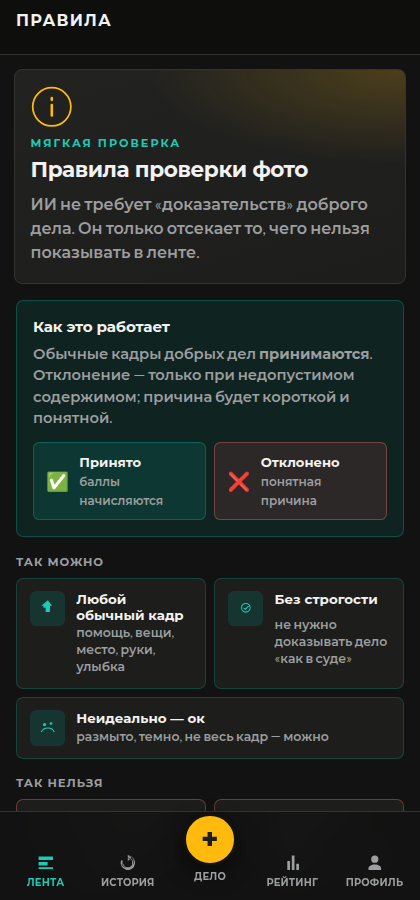 ПРАВИЛА
МЯГКАЯ ПРОВЕРКА
Правила проверки фото
ИИ не требует «доказательств» доброго
дела. Он только отсекает то, чего нельзя
показывать в ленте.
Как это работает
Обычные кадры добрых дел принимаются.
Отклонение — только при недопустимом
содержимом; причина будет короткой и
понятной.
Принято
баллы
начисляются
Отклонено
понятная
причина
ТАК МОЖНО
Любой
обычный кадр
помощь, вещи,
место, руки,
улыбка
Без строгости
не нужно
доказывать дело
«как в суде»
Неидеально — ок
размыто, темно, не весь кадр — можно
ТАК НЕЛЬЗЯ
ЛЕНТА
ИСТОРИЯ
ДЕЛО
РЕЙТИНГ
ПРОФИЛЬ